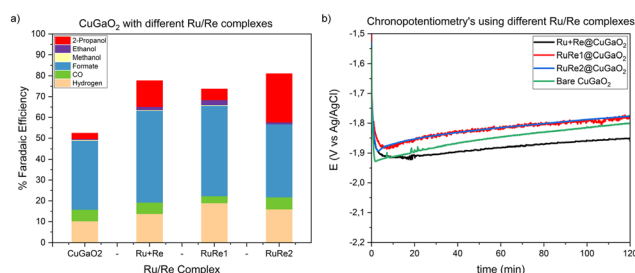 a)
CuGaO₂ with different Ru/Re complexes
% Faradaic Efficiency
100
90
80
70
60
50
40
30
20
10
0
2-Propanol
Ethanol
Methanol
Formate
CO
Hydrogen
CuGaO2 - Ru+Re - RuRe1 - RuRe2
Ru/Re Complex
b)
Chronopotentiometry's using different Ru/Re complexes
E (V vs Ag/AgCl)
-1,5
-1,6
-1,7
-1,8
-1,9
-2,0
-2,1
-2,2
Ru+Re@CuGaO₂
RuRe1@CuGaO₂
RuRe2@CuGaO₂
Bare CuGaO₂
0 20 40 60 80 100 120
time (min)